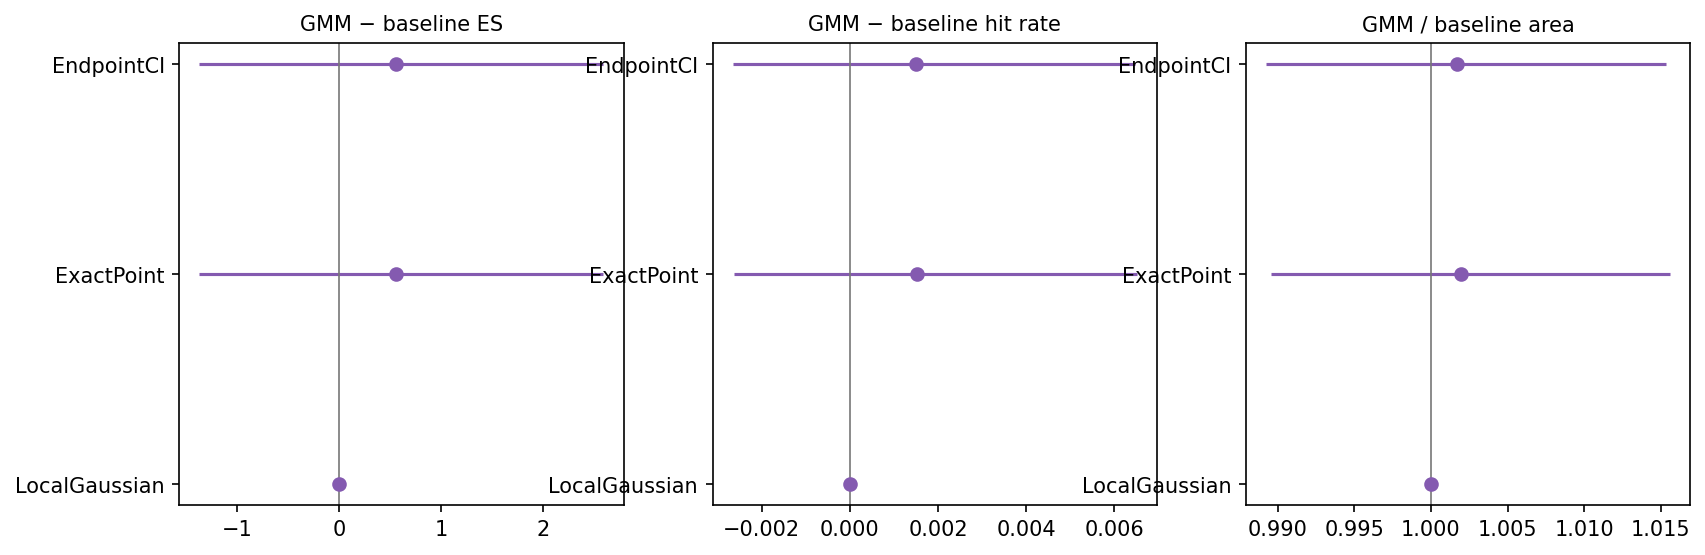 GMM − baseline ES
EndpointCI
ExactPoint
LocalGaussian
−1
0
1
2
GMM − baseline hit rate
EndpointCI
ExactPoint
LocalGaussian
−0.002
0.000
0.002
0.004
0.006
GMM / baseline area
EndpointCI
ExactPoint
LocalGaussian
0.990
0.995
1.000
1.005
1.010
1.015